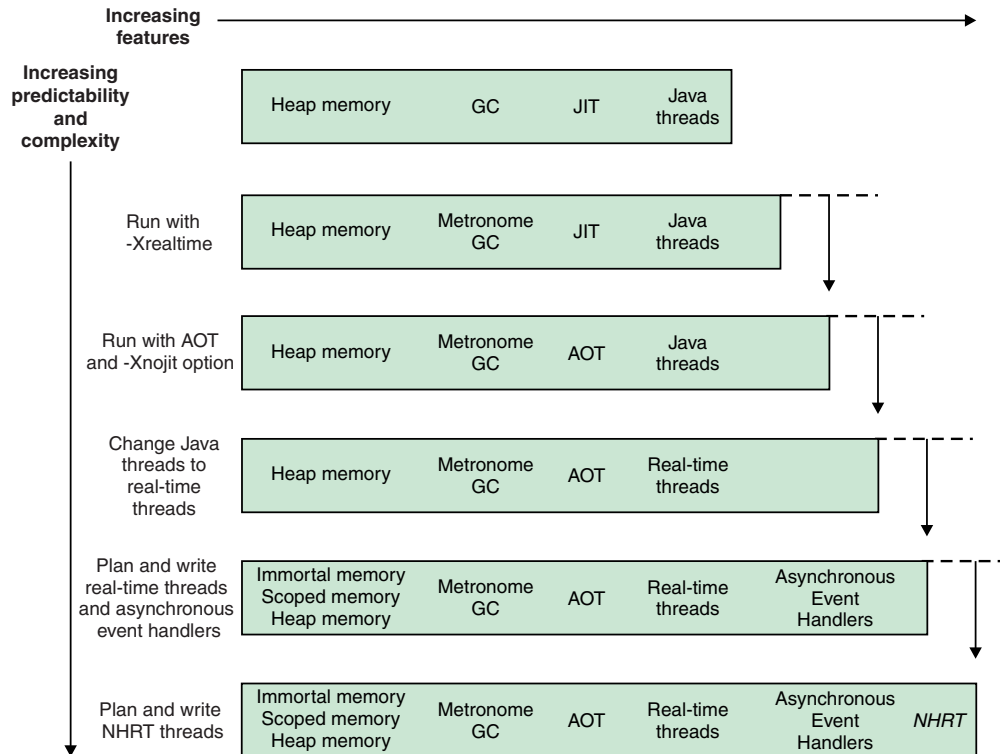 Increasing
features
Increasing
predictability
and
complexity
Heap memory
GC
JIT
Java
threads
Run with
-Xrealtime
Heap memory
Metronome
GC
JIT
Java
threads
Run with AOT
and -Xnojit option
Heap memory
Metronome
GC
AOT
Java
threads
Change Java
threads to
real-time
threads
Heap memory
Metronome
GC
AOT
Real-time
threads
Plan and write
real-time threads
and asynchronous
event handlers
Immortal memory
Scoped memory
Heap memory
Metronome
GC
AOT
Real-time
threads
Asynchronous
Event
Handlers
Plan and write
NHRT threads
Immortal memory
Scoped memory
Heap memory
Metronome
GC
AOT
Real-time
threads
Asynchronous
Event
Handlers
NHRT